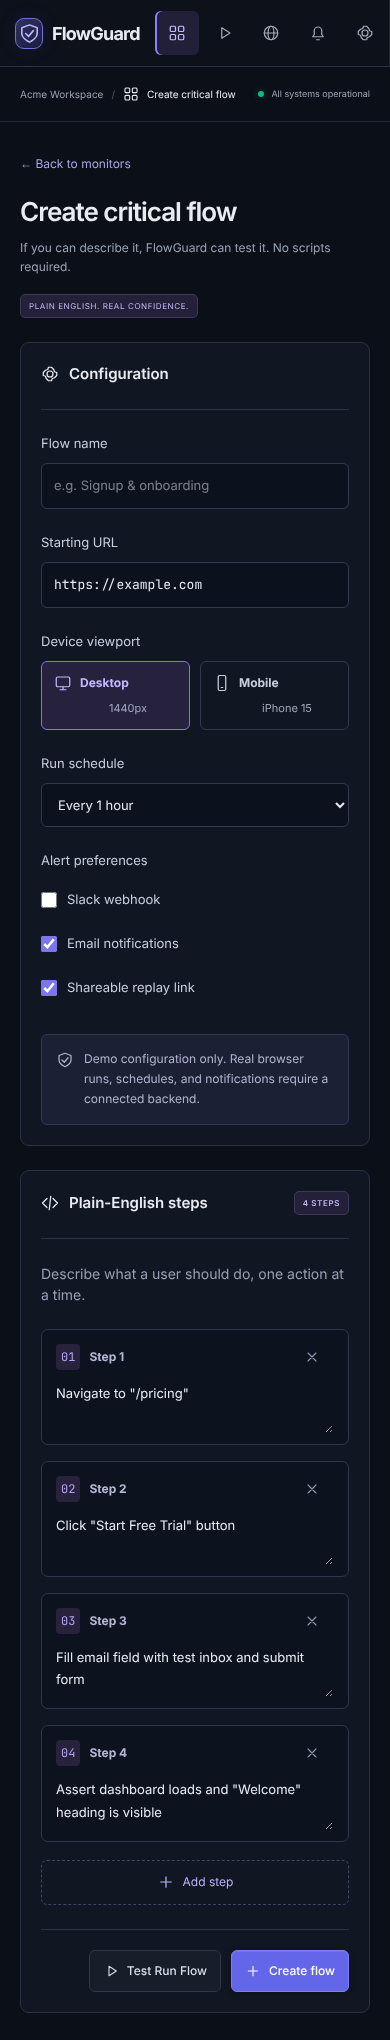 FlowGuard
Acme Workspace / Create critical flow All systems operational
← Back to monitors
Create critical flow
If you can describe it, FlowGuard can test it. No scripts
required.
PLAIN ENGLISH. REAL CONFIDENCE.
Configuration
Flow name
e.g. Signup & onboarding
Starting URL
https://example.com
Device viewport
Desktop
1440px
Mobile
iPhone 15
Run schedule
Every 1 hour
Alert preferences
Slack webhook
Email notifications
Shareable replay link
Demo configuration only. Real browser
runs, schedules, and notifications require a
connected backend.
Plain-English steps
4 STEPS
Describe what a user should do, one action at
a time.
01 Step 1
Navigate to "/pricing"
02 Step 2
Click "Start Free Trial" button
03 Step 3
Fill email field with test inbox and submit
form
04 Step 4
Assert dashboard loads and "Welcome"
heading is visible
Add step
Test Run Flow
Create flow